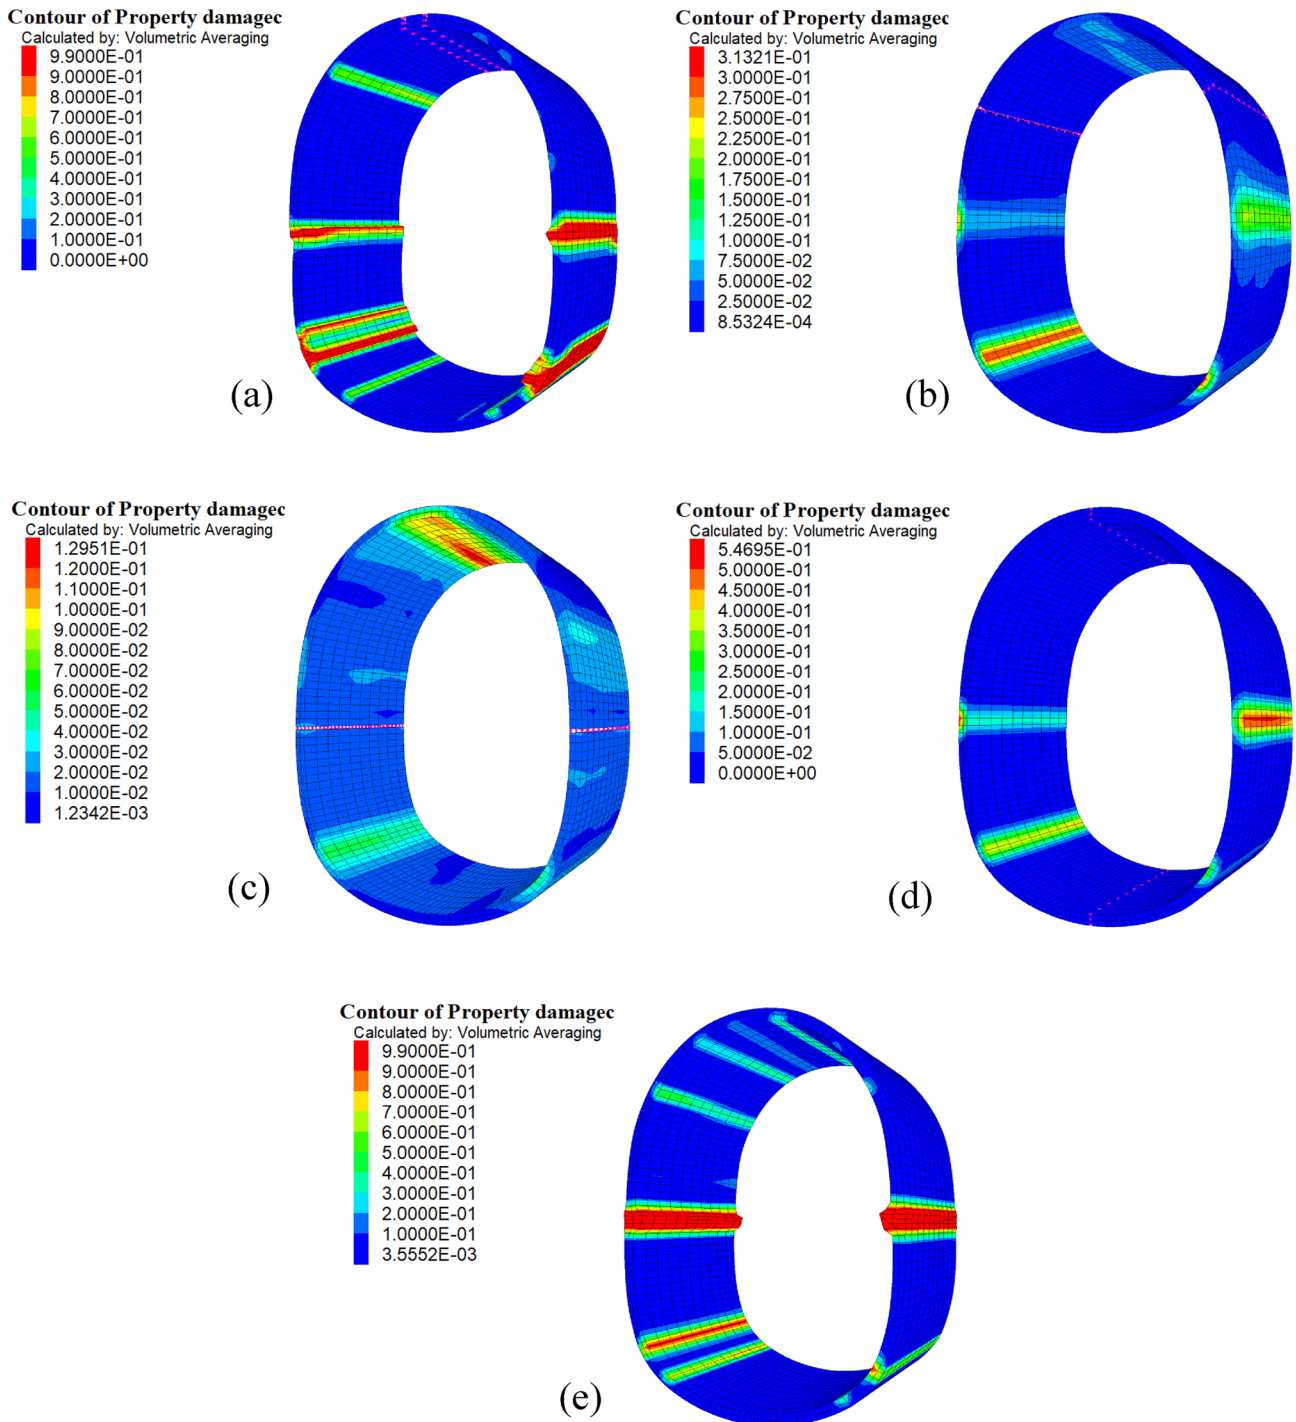 Contour of Property damagec
Calculated by: Volumetric Averaging
9.9000E-01
9.0000E-01
8.0000E-01
7.0000E-01
6.0000E-01
5.0000E-01
4.0000E-01
3.0000E-01
2.0000E-01
1.0000E-01
0.0000E+00
(a)
Contour of Property damagec
Calculated by: Volumetric Averaging
3.1321E-01
3.0000E-01
2.7500E-01
2.5000E-01
2.2500E-01
2.0000E-01
1.7500E-01
1.5000E-01
1.2500E-01
1.0000E-01
7.5000E-02
5.0000E-02
2.5000E-02
8.5324E-04
(b)
Contour of Property damagec
Calculated by: Volumetric Averaging
1.2951E-01
1.2000E-01
1.1000E-01
1.0000E-01
9.0000E-02
8.0000E-02
7.0000E-02
6.0000E-02
5.0000E-02
4.0000E-02
3.0000E-02
2.0000E-02
1.0000E-02
1.2342E-03
(c)
Contour of Property damagec
Calculated by: Volumetric Averaging
5.4695E-01
5.0000E-01
4.5000E-01
4.0000E-01
3.5000E-01
3.0000E-01
2.5000E-01
2.0000E-01
1.5000E-01
1.0000E-01
5.0000E-02
0.0000E+00
(d)
Contour of Property damagec
Calculated by: Volumetric Averaging
9.9000E-01
9.0000E-01
8.0000E-01
7.0000E-01
6.0000E-01
5.0000E-01
4.0000E-01
3.0000E-01
2.0000E-01
1.0000E-01
3.5552E-03
(e)